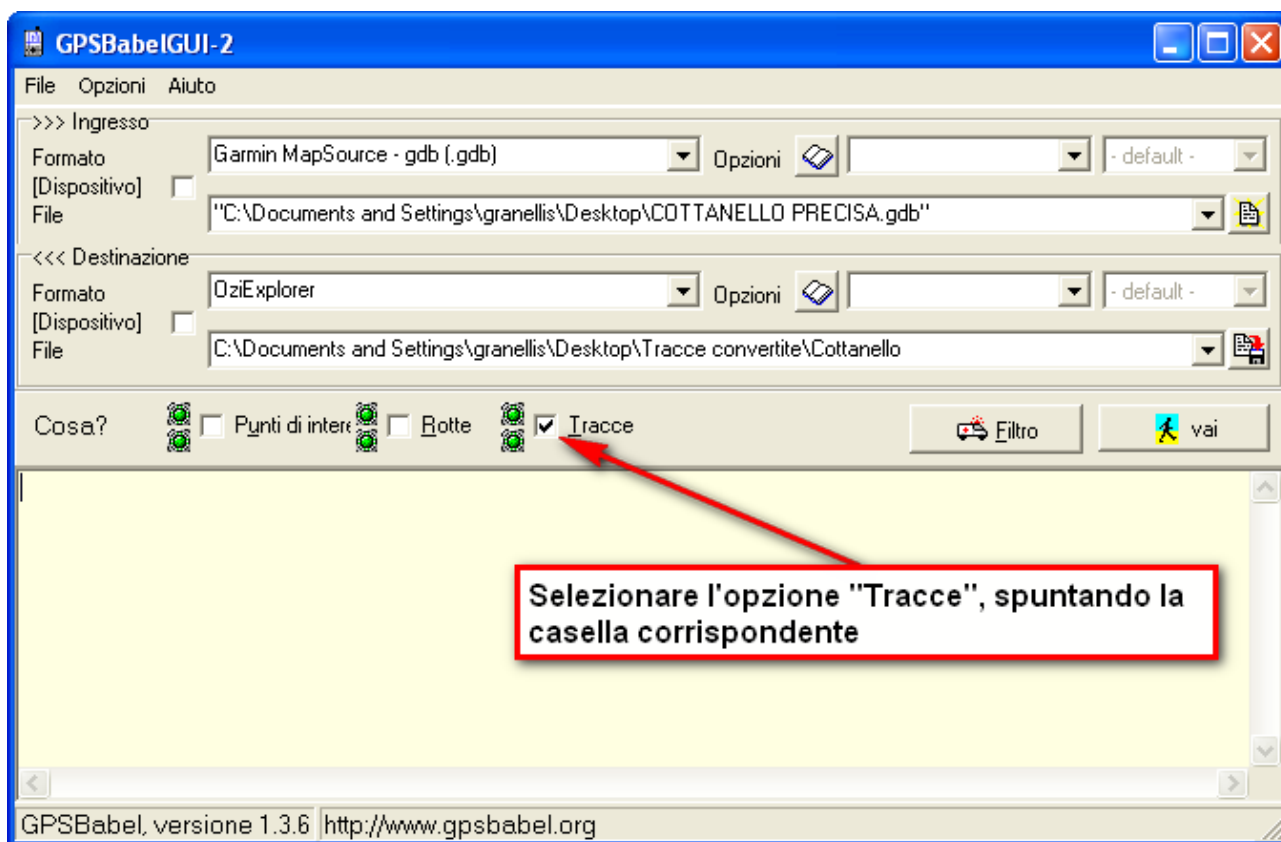 GPSBabelGUI-2
File Opzioni Aiuto
>>> Ingresso
Formato
Garmin MapSource - gdb (.gdb)
Opzioni
- default -
[Dispositivo]
File
"C:\Documents and Settings\granellis\Desktop\COTTANELLO PRECISA.gdb"
<<< Destinazione
Formato
OziExplorer
Opzioni
- default -
[Dispositivo]
File
C:\Documents and Settings\granellis\Desktop\Tracce convertite\Cottanello
Cosa?
Punti di intere
Rotte
Tracce
Filtro
vai
Selezionare l'opzione "Tracce", spuntando la
casella corrispondente
GPSBabel, versione 1.3.6 http://www.gpsbabel.org